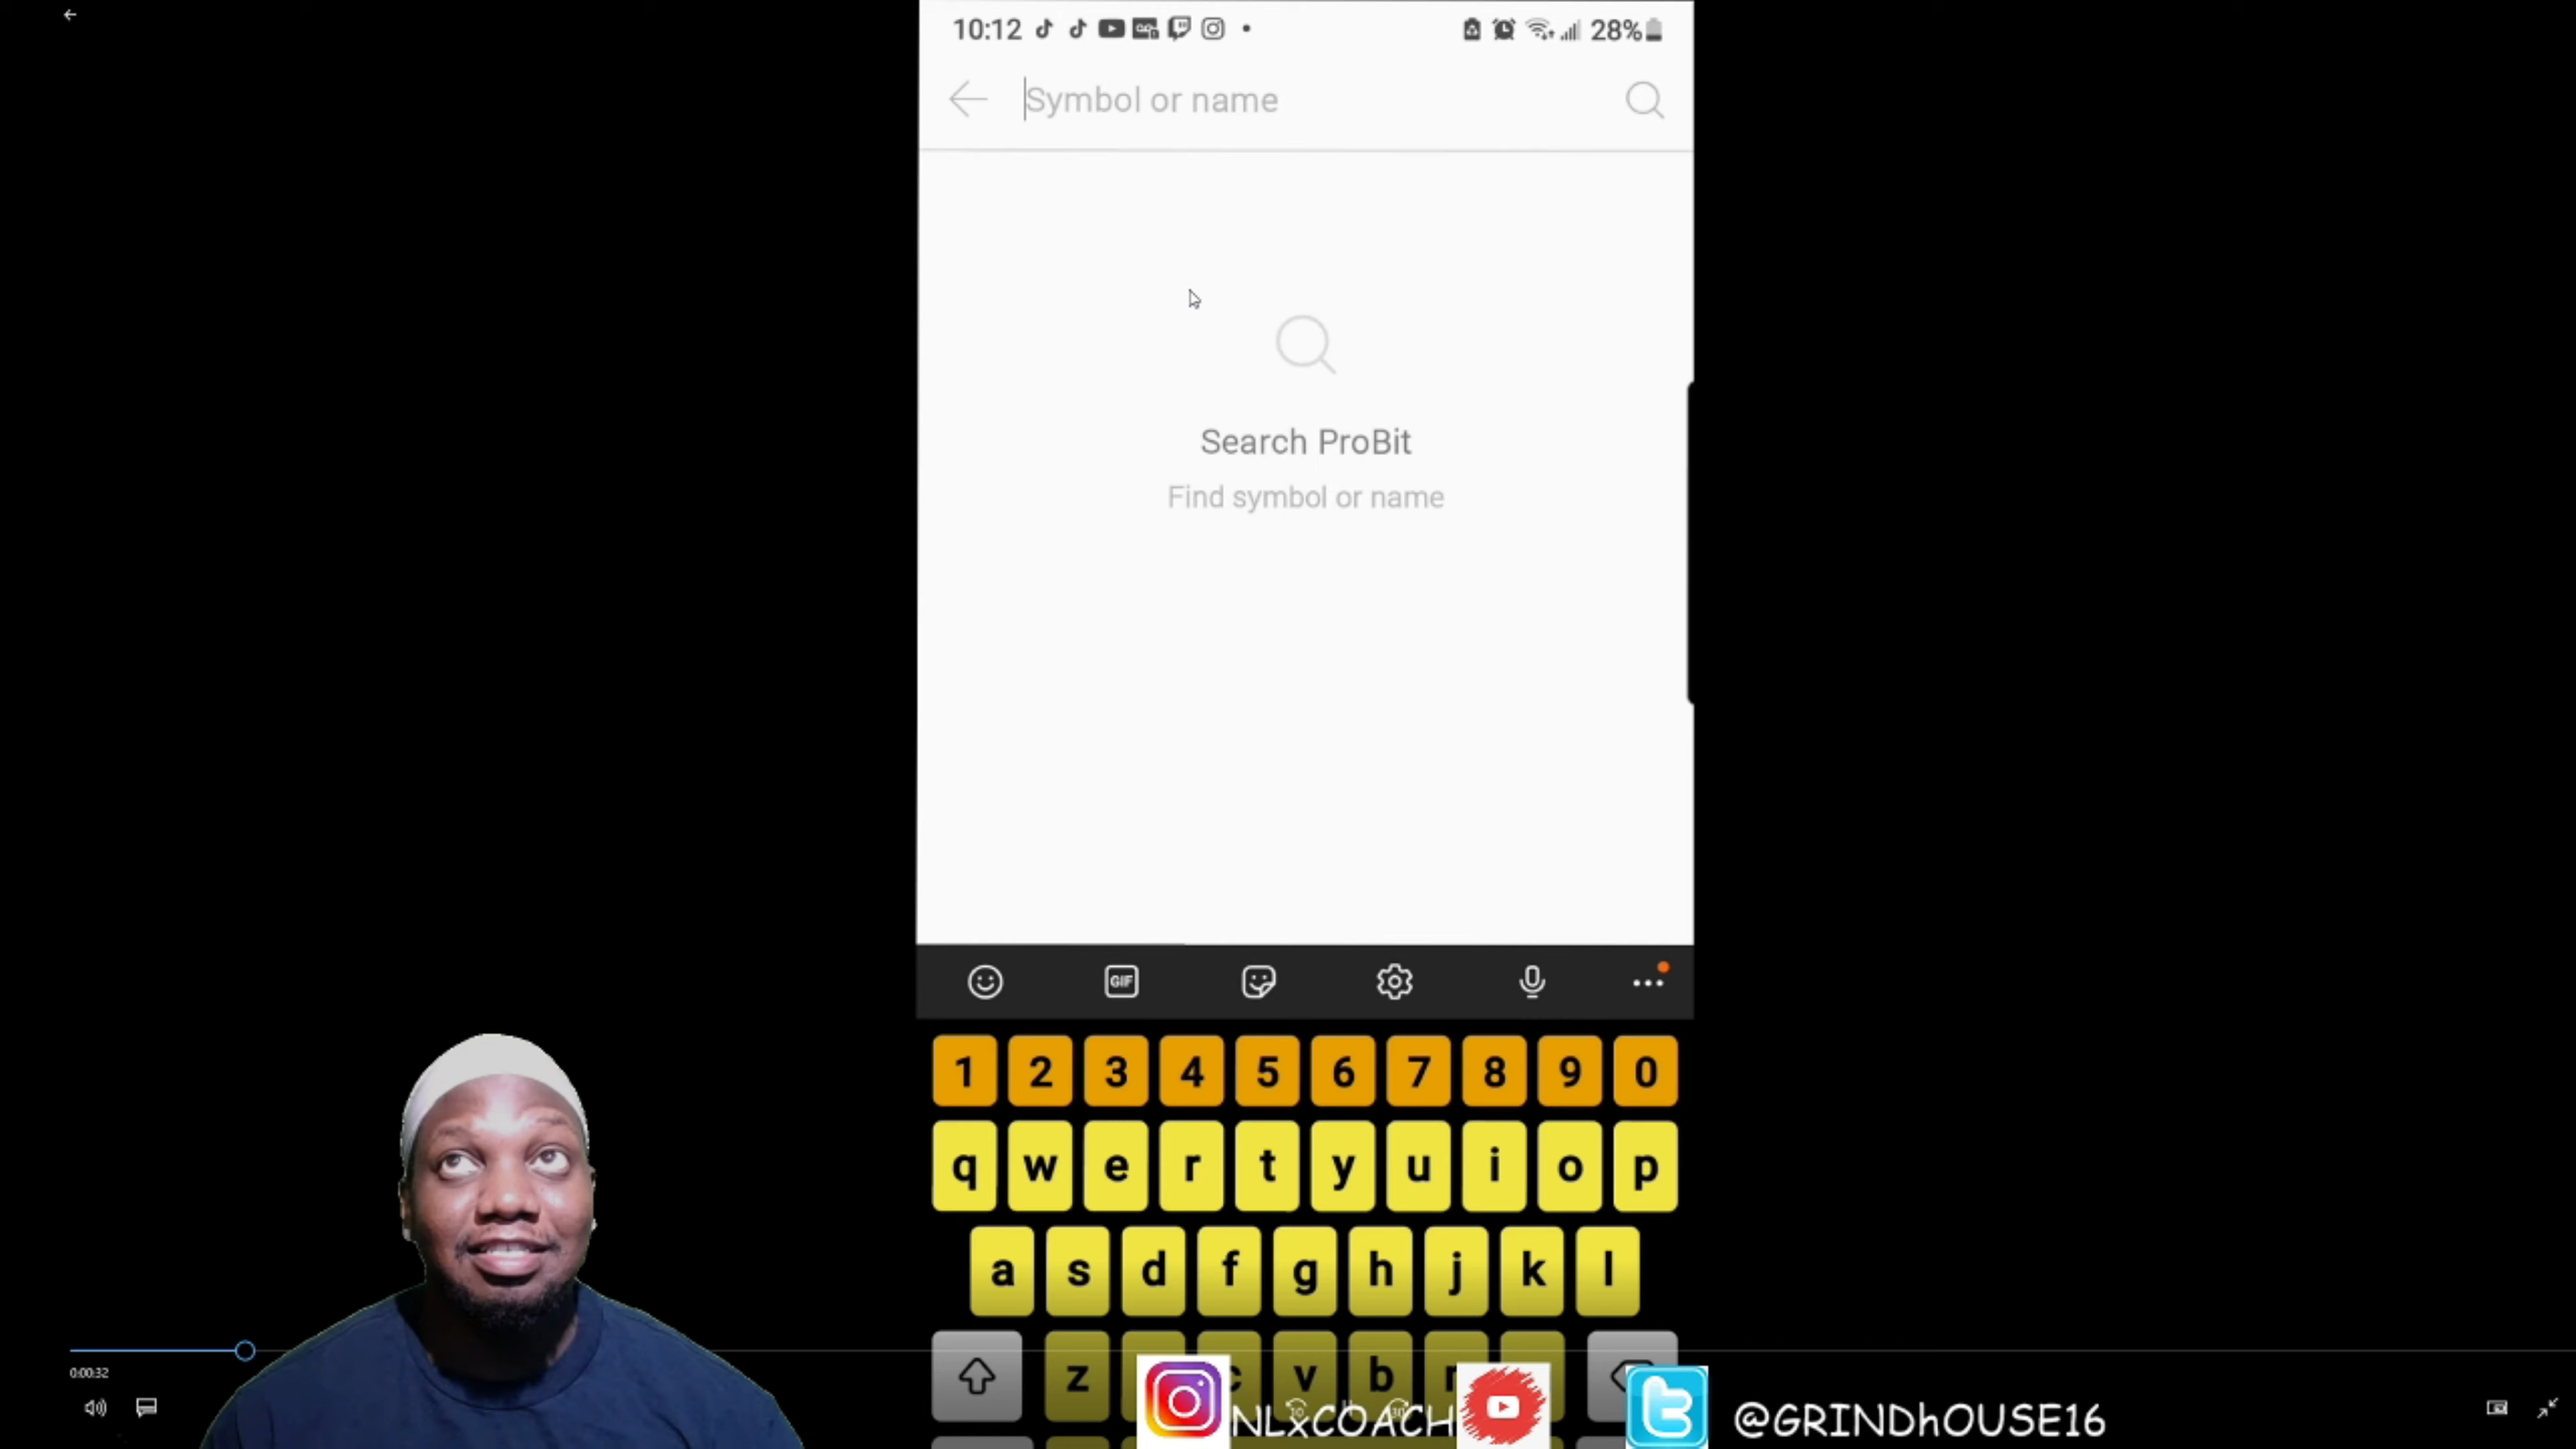 10:12
28%
Symbol or name
Search ProBit
Find symbol or name
GIF
1 2 3 4 5 6 7 8 9 0
q w e r t y u i o p
a s d f g h j k l
z c v b
0:00:32
NLxCOACH
@GRINDhOUSE16